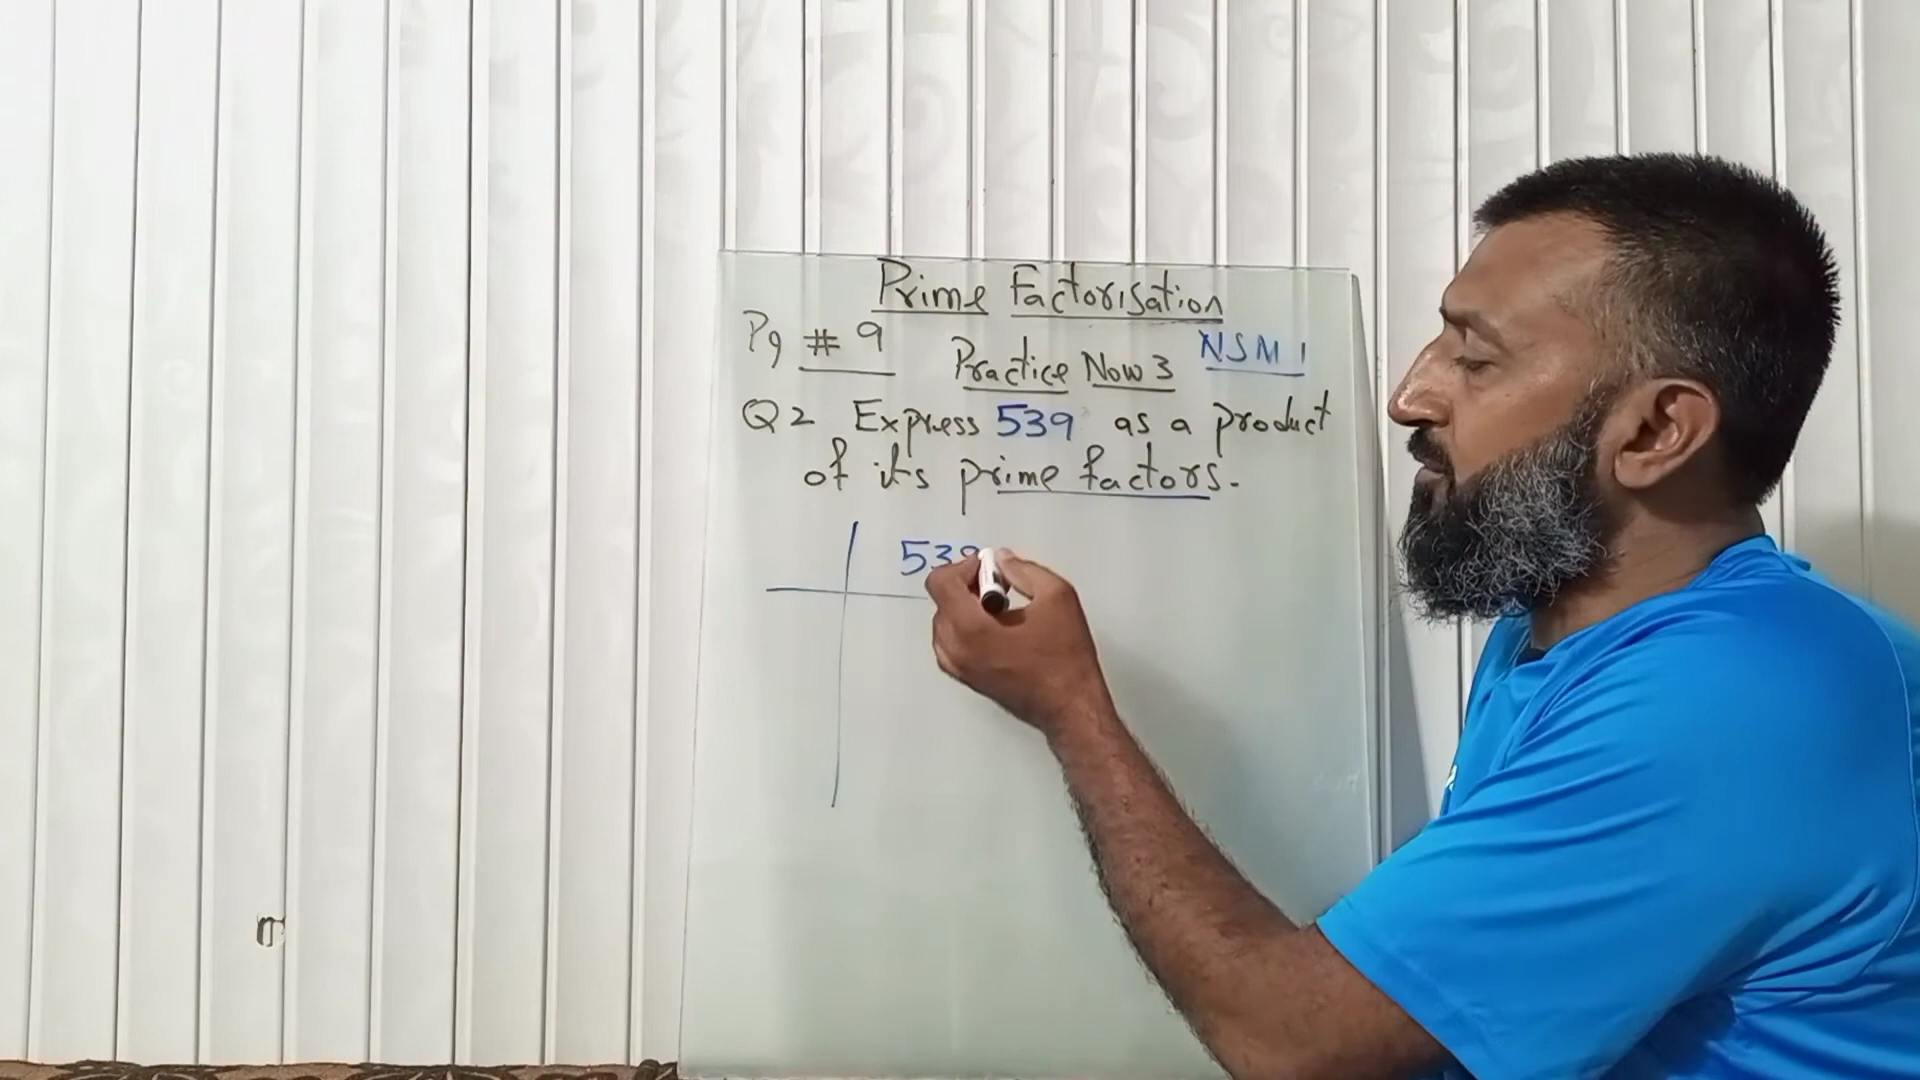 Prime Factorisation
Pg # 9
Practice Now 3
NSM 1
Q2 Express 539 as a product
of its prime factors.
539